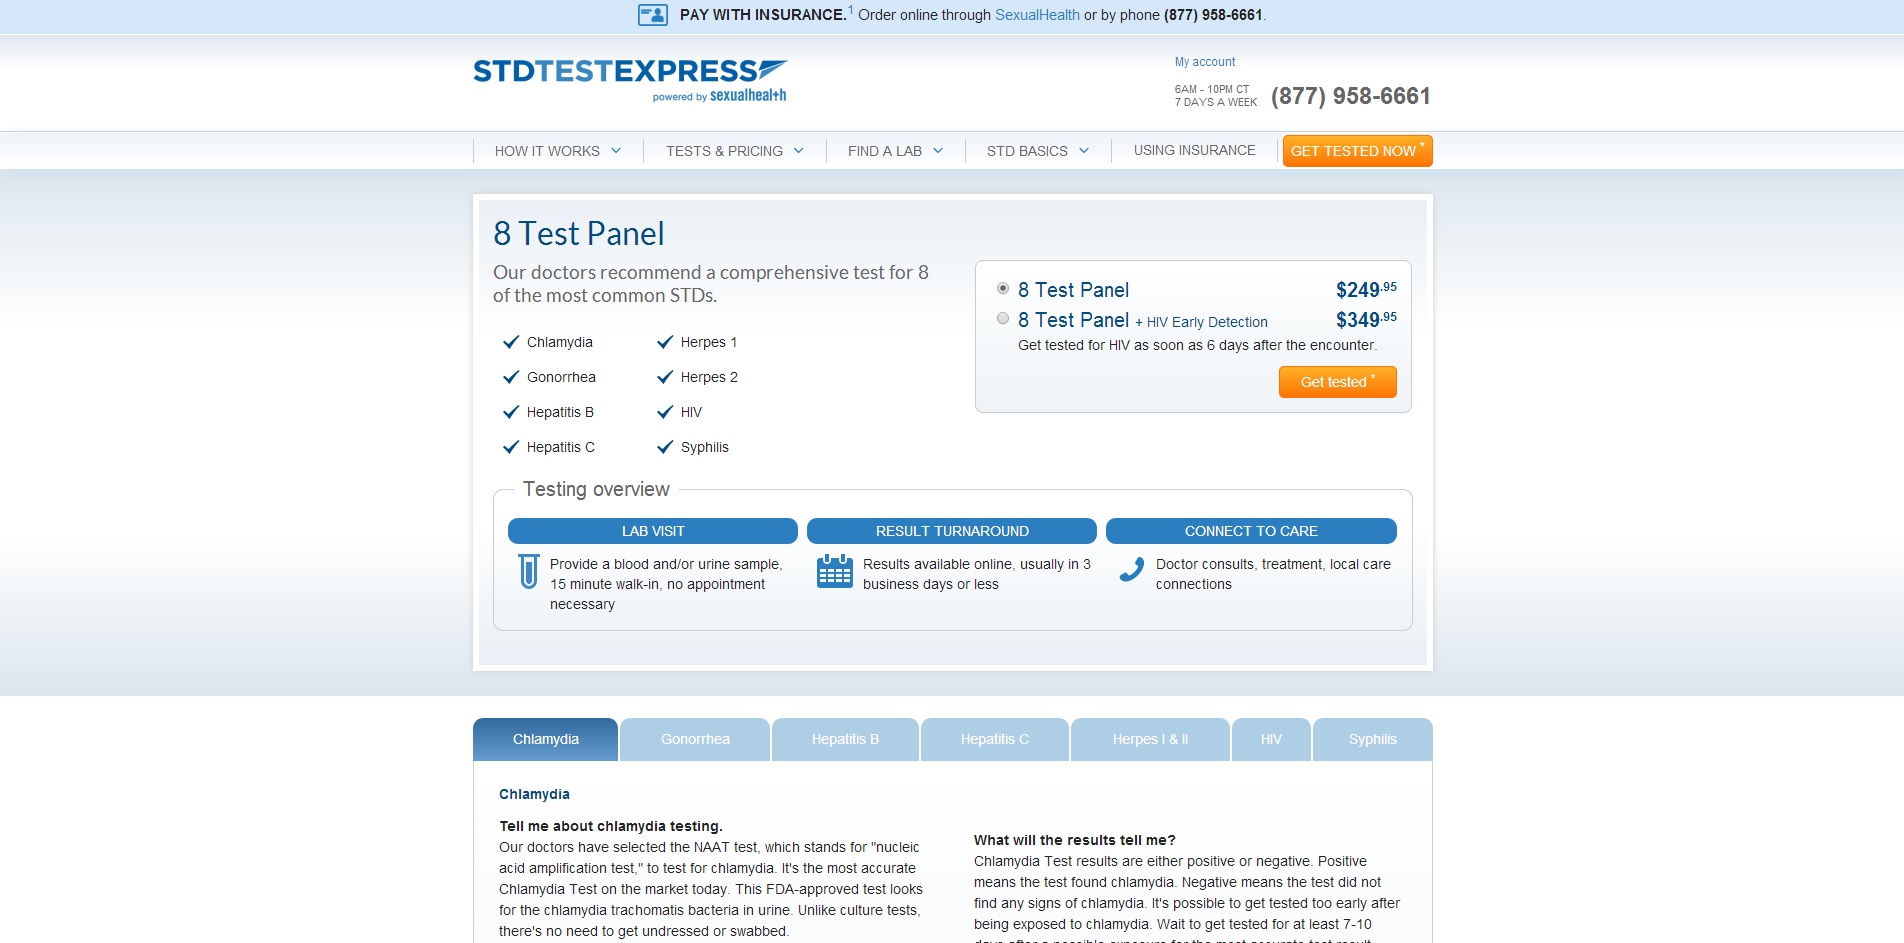 PAY WITH INSURANCE.1 Order online through SexualHealth or by phone (877) 958-6661.
STDTESTEXPRESS
powered by sexualhealth
My account
6AM - 10PM CT
7 DAYS A WEEK
(877) 958-6661
HOW IT WORKS TESTS & PRICING FIND A LAB STD BASICS USING INSURANCE GET TESTED NOW *
8 Test Panel
Our doctors recommend a comprehensive test for 8
of the most common STDs.
Chlamydia Herpes 1
Gonorrhea Herpes 2
Hepatitis B HIV
Hepatitis C Syphilis
8 Test Panel $249.95
8 Test Panel + HIV Early Detection $349.95
Get tested for HIV as soon as 6 days after the encounter.
Get tested *
Testing overview
LAB VISIT
Provide a blood and/or urine sample,
15 minute walk-in, no appointment
necessary
RESULT TURNAROUND
Results available online, usually in 3
business days or less
CONNECT TO CARE
Doctor consults, treatment, local care
connections
Chlamydia Gonorrhea Hepatitis B Hepatitis C Herpes I & II HIV Syphilis
Chlamydia
Tell me about chlamydia testing.
Our doctors have selected the NAAT test, which stands for "nucleic
acid amplification test," to test for chlamydia. It's the most accurate
Chlamydia Test on the market today. This FDA-approved test looks
for the chlamydia trachomatis bacteria in urine. Unlike culture tests,
there's no need to get undressed or swabbed.
What will the results tell me?
Chlamydia Test results are either positive or negative. Positive
means the test found chlamydia. Negative means the test did not
find any signs of chlamydia. It's possible to get tested too early after
being exposed to chlamydia. Wait to get tested for at least 7-10
days after a possible exposure for the most accurate test result